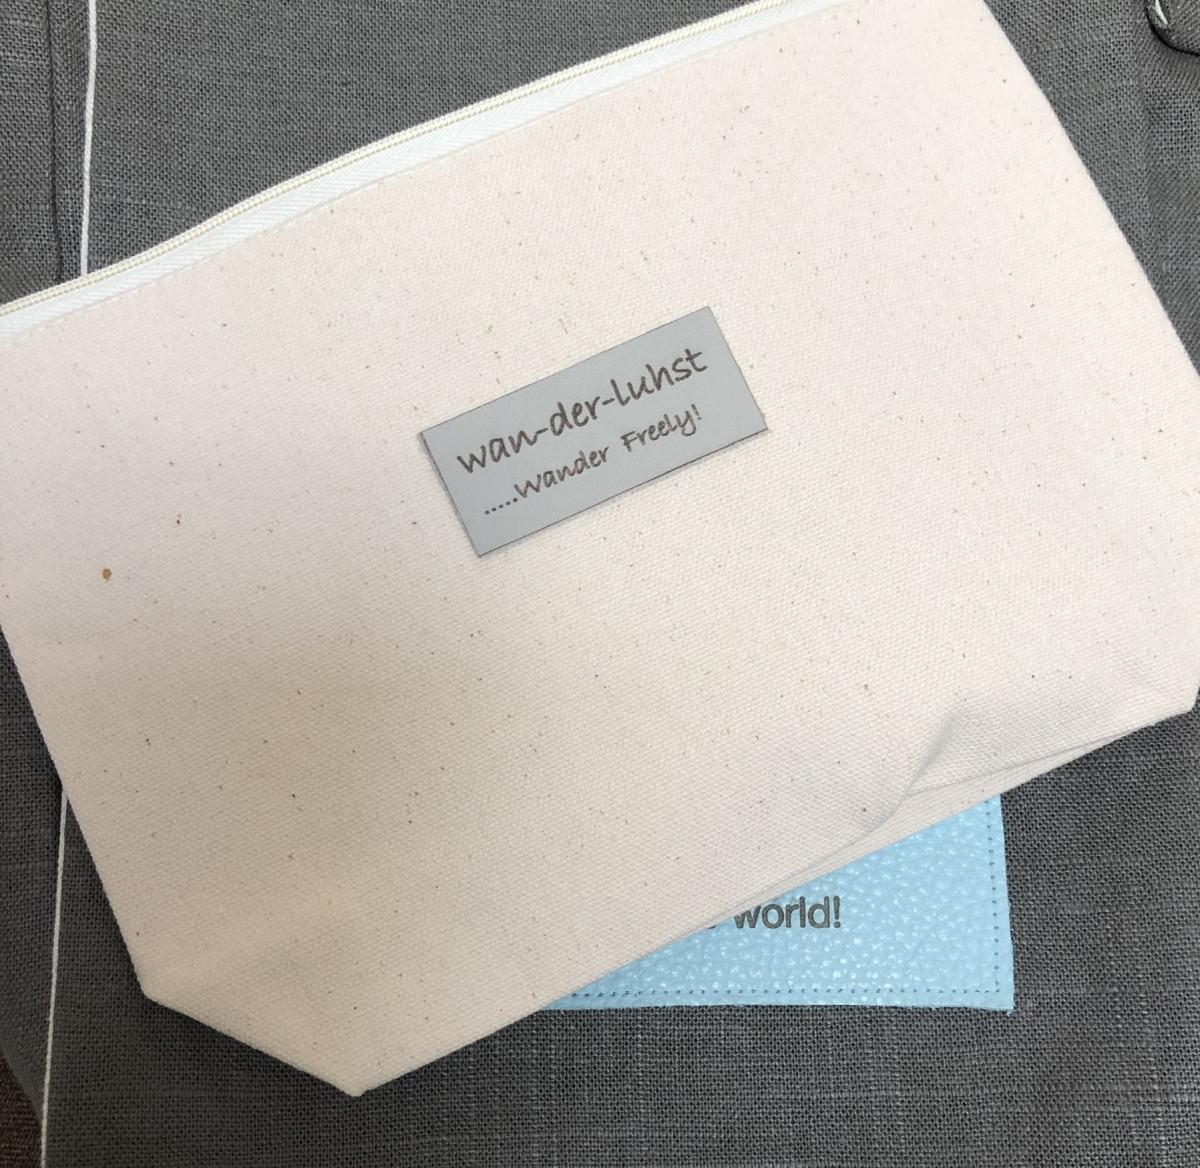 wan-der-luhst
.....Wander Freely!
world!